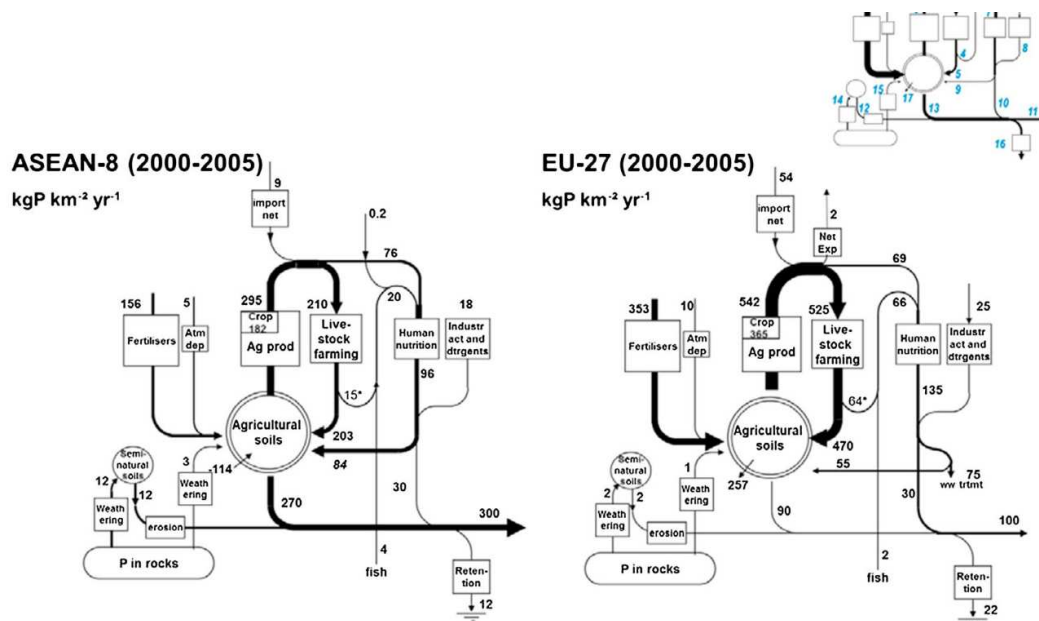 4
8
5
15
17
9
14
12
13
10
11
16
ASEAN-8 (2000-2005)
kgP km⁻² yr⁻¹
9
import
net
0.2
76
156
5
295
210
20
18
Fertilisers
Atm
dep
Crop
182
Ag prod
Live-
stock
farming
Human
nutrition
Industr
act and
dtrgents
96
15*
Agricultural
soils
203
84
3
-114
Semi-
natural
soils
12
12
Weath
ering
Weath
ering
erosion
270
30
300
P in rocks
4
fish
Reten-
tion
12
EU-27 (2000-2005)
kgP km⁻² yr⁻¹
54
import
net
2
Net
Exp
69
353
10
542
525
66
25
Fertilisers
Atm
dep
Crop
365
Ag prod
Live-
stock
farming
Human
nutrition
Industr
act and
dtrgents
135
64*
Agricultural
soils
470
55
75
ww trtmt
1
257
Semi-
natural
soils
2
2
Weath
ering
Weath
ering
erosion
90
30
100
P in rocks
2
fish
Reten-
tion
22